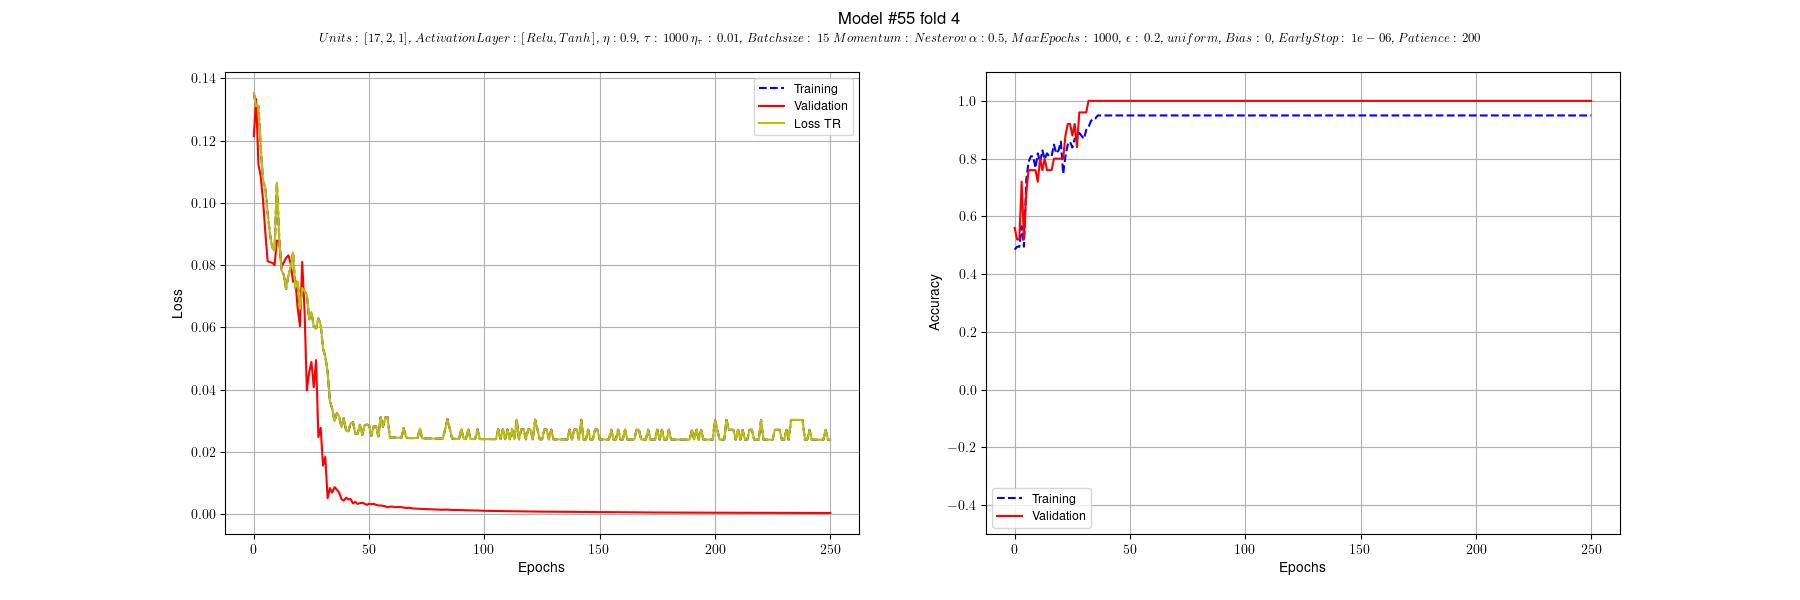 Model #55 fold 4
Units : [17, 2, 1], ActivationLayer : [Relu, Tanh], η : 0.9, τ : 1000 ητ : 0.01, Batchsize : 15 Momentum : Nesterov α : 0.5, MaxEpochs : 1000, ϵ : 0.2, uniform, Bias : 0, EarlyStop : 1e − 06, Patience : 200
0.14
0.12
0.10
0.08
0.06
0.04
0.02
0.00
Loss
0 50 100 150 200 250
Epochs
Training
Validation
Loss TR
1.0
0.8
0.6
0.4
0.2
0.0
−0.2
−0.4
Accuracy
Training
Validation
0 50 100 150 200 250
Epochs